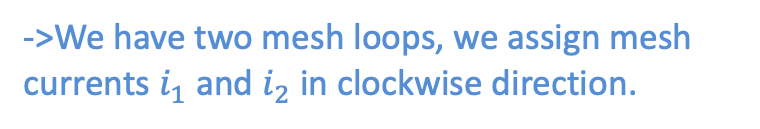 ->We have two mesh loops, we assign mesh
currents i₁ and i₂ in clockwise direction.